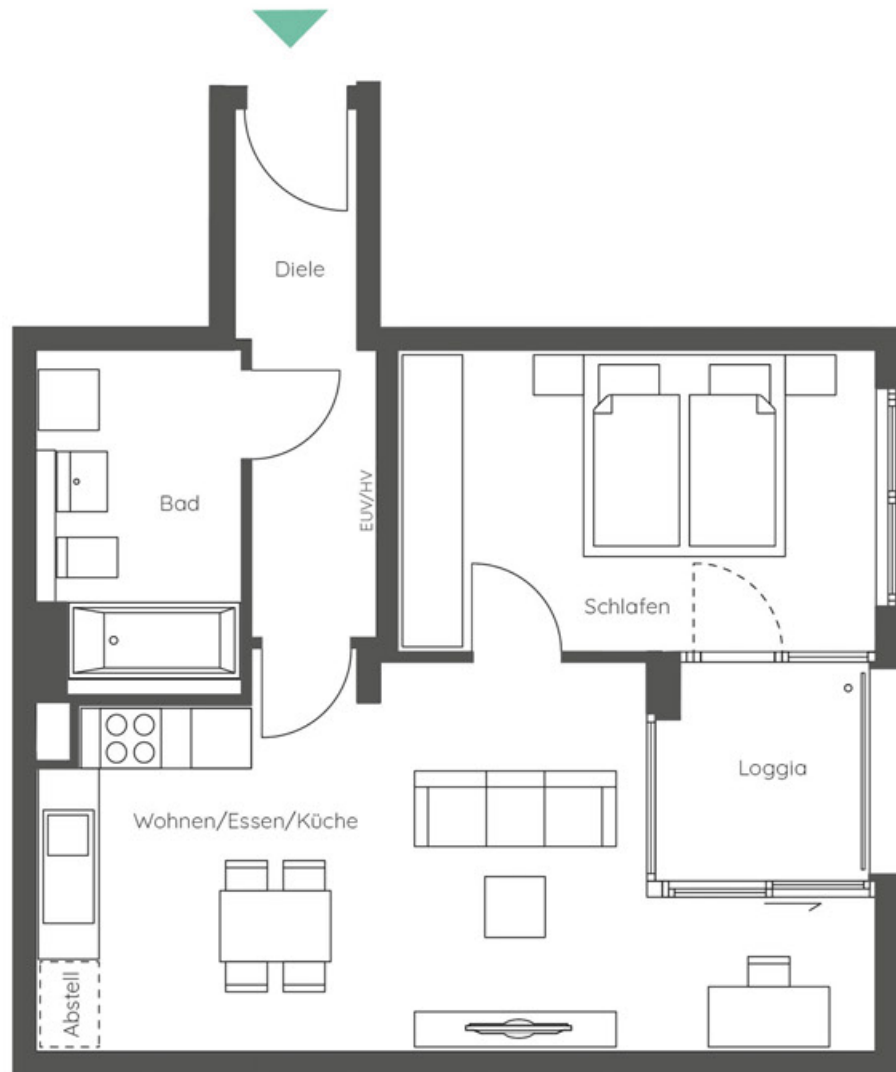 Diele
EUV/HV
Bad
Schlafen
Loggia
Wohnen/Essen/Küche
Abstell